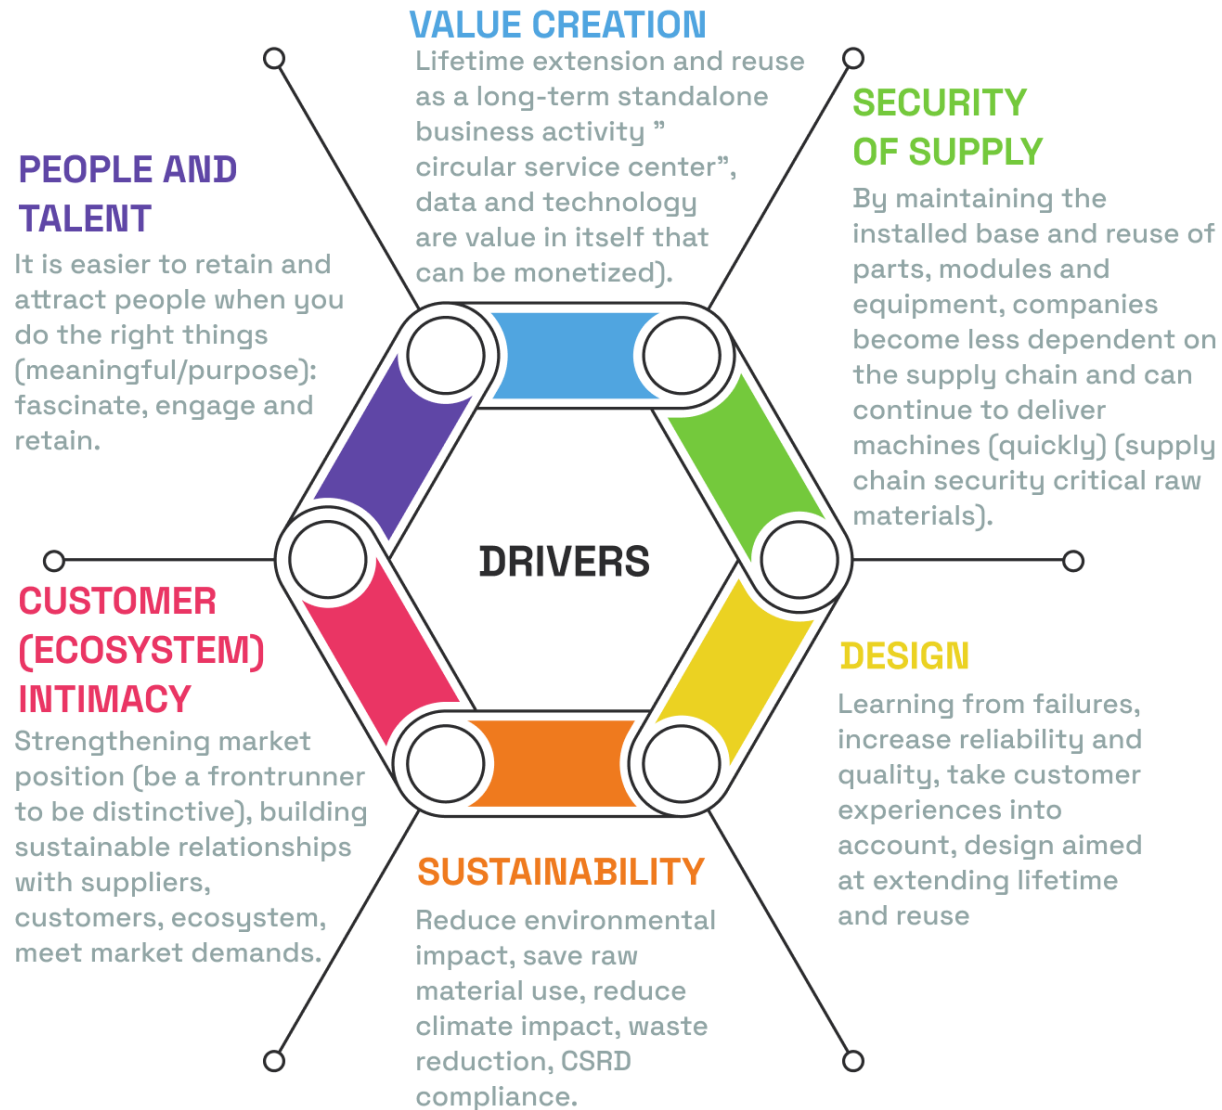 VALUE CREATION
Lifetime extension and reuse
as a long-term standalone
business activity ”
circular service center”,
data and technology
are value in itself that
can be monetized).
SECURITY
OF SUPPLY
By maintaining the
installed base and reuse of
parts, modules and
equipment, companies
become less dependent on
the supply chain and can
continue to deliver
machines (quickly) (supply
chain security critical raw
materials).
DESIGN
Learning from failures,
increase reliability and
quality, take customer
experiences into
account, design aimed
at extending lifetime
and reuse
SUSTAINABILITY
Reduce environmental
impact, save raw
material use, reduce
climate impact, waste
reduction, CSRD
compliance.
CUSTOMER
(ECOSYSTEM)
INTIMACY
Strengthening market
position (be a frontrunner
to be distinctive), building
sustainable relationships
with suppliers,
customers, ecosystem,
meet market demands.
PEOPLE AND
TALENT
It is easier to retain and
attract people when you
do the right things
(meaningful/purpose):
fascinate, engage and
retain.
DRIVERS